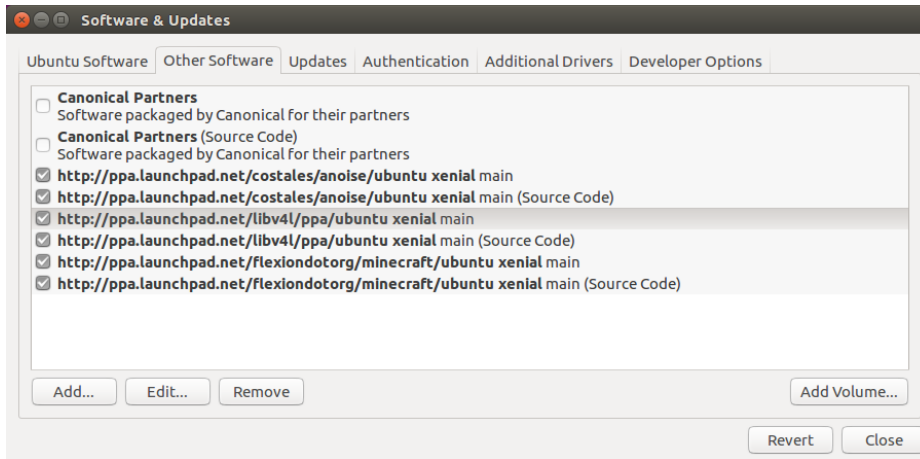 Software & Updates
Ubuntu Software Other Software Updates Authentication Additional Drivers Developer Options
Canonical Partners
Software packaged by Canonical for their partners
Canonical Partners (Source Code)
Software packaged by Canonical for their partners
http://ppa.launchpad.net/costales/anoise/ubuntu xenial main
http://ppa.launchpad.net/costales/anoise/ubuntu xenial main (Source Code)
http://ppa.launchpad.net/libv4l/ppa/ubuntu xenial main
http://ppa.launchpad.net/libv4l/ppa/ubuntu xenial main (Source Code)
http://ppa.launchpad.net/flexiondotorg/minecraft/ubuntu xenial main
http://ppa.launchpad.net/flexiondotorg/minecraft/ubuntu xenial main (Source Code)
Add... Edit... Remove Add Volume...
Revert Close